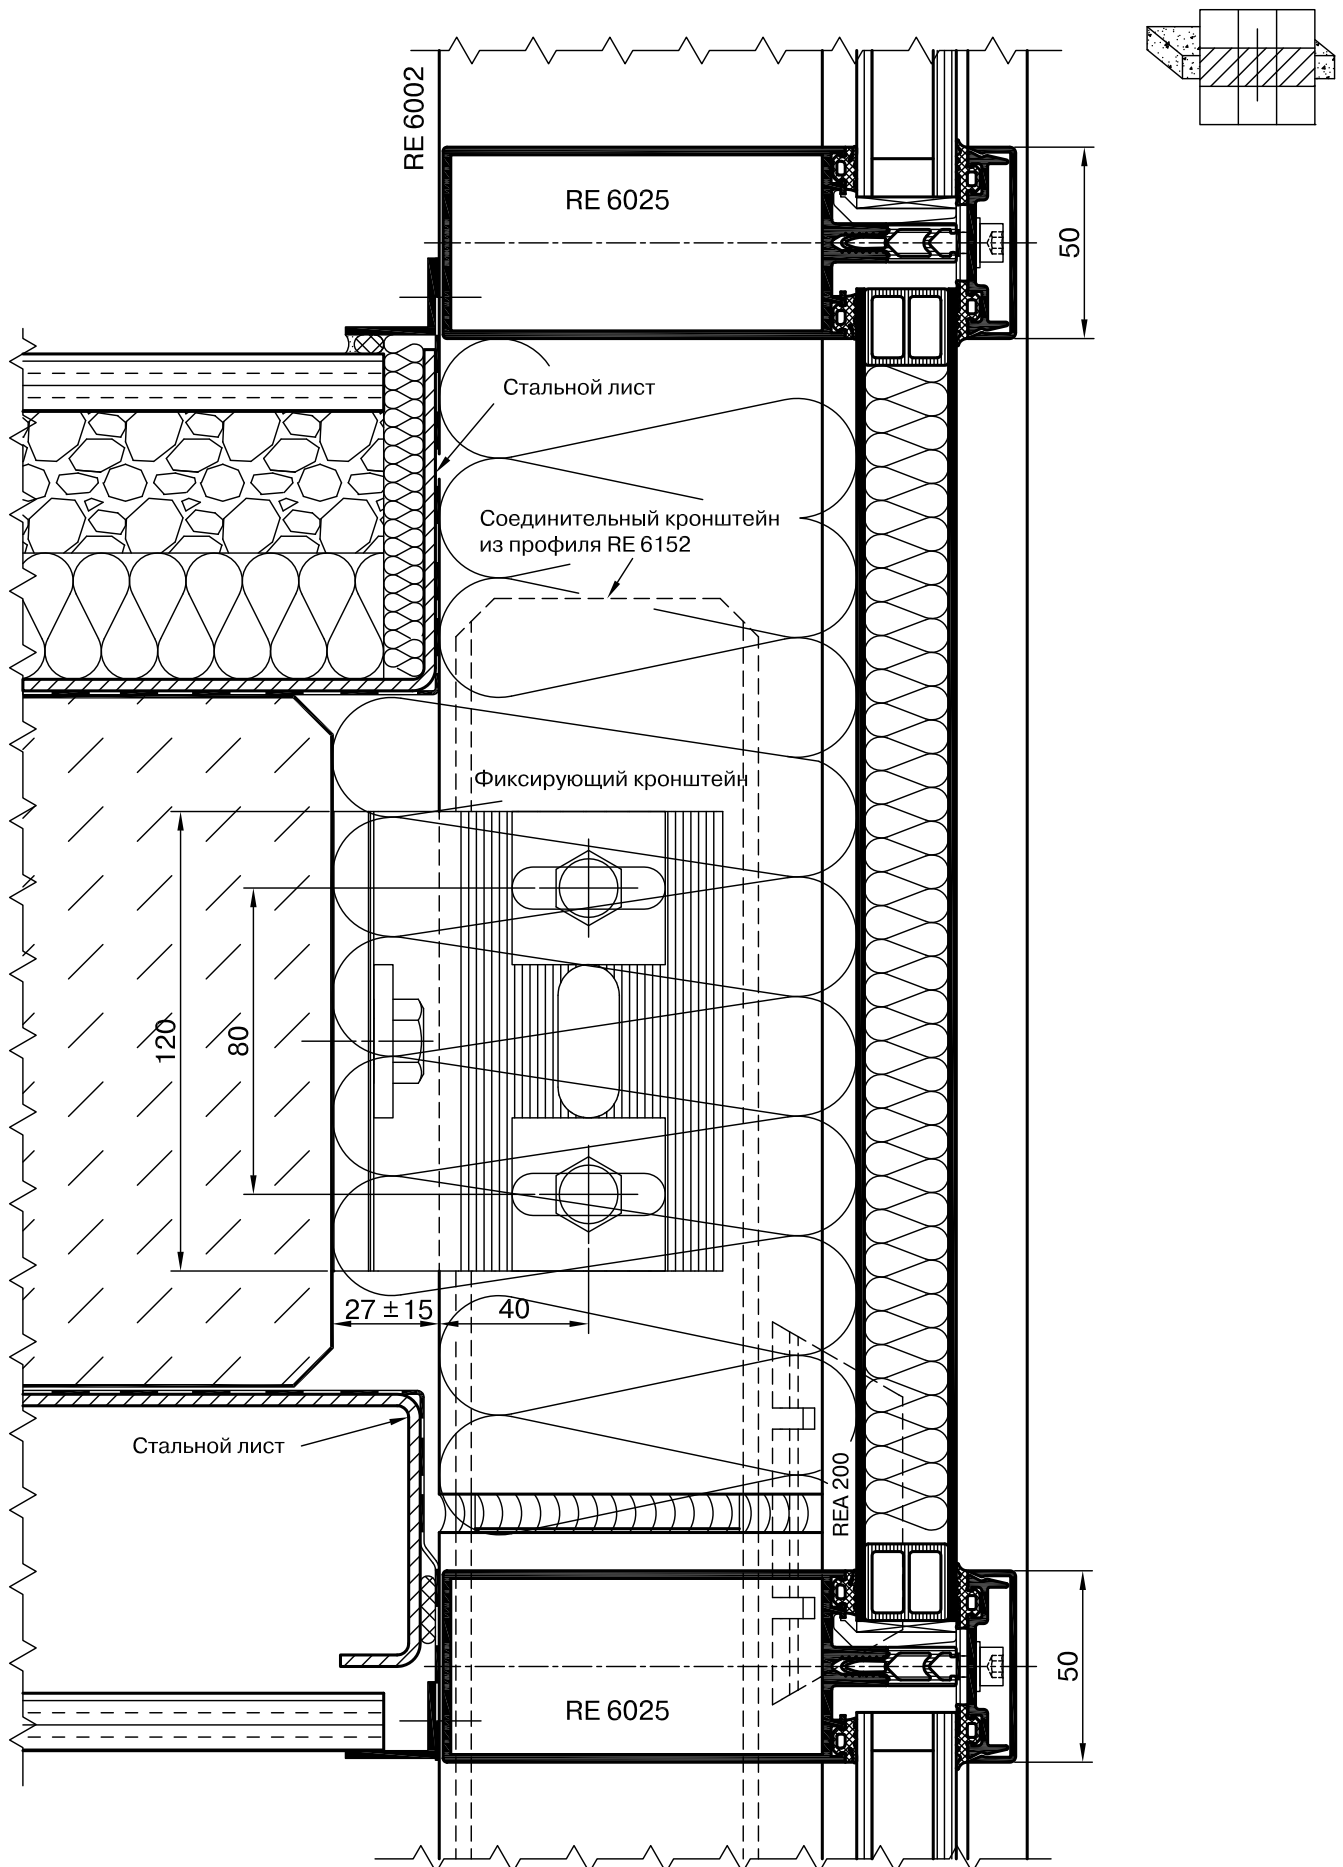 RE 6002
RE 6025
50
Стальной лист
Соединительный кронштейн
из профиля RE 6152
Фиксирующий кронштейн
120
80
27 ± 15
40
Стальной лист
REA 200
RE 6025
50